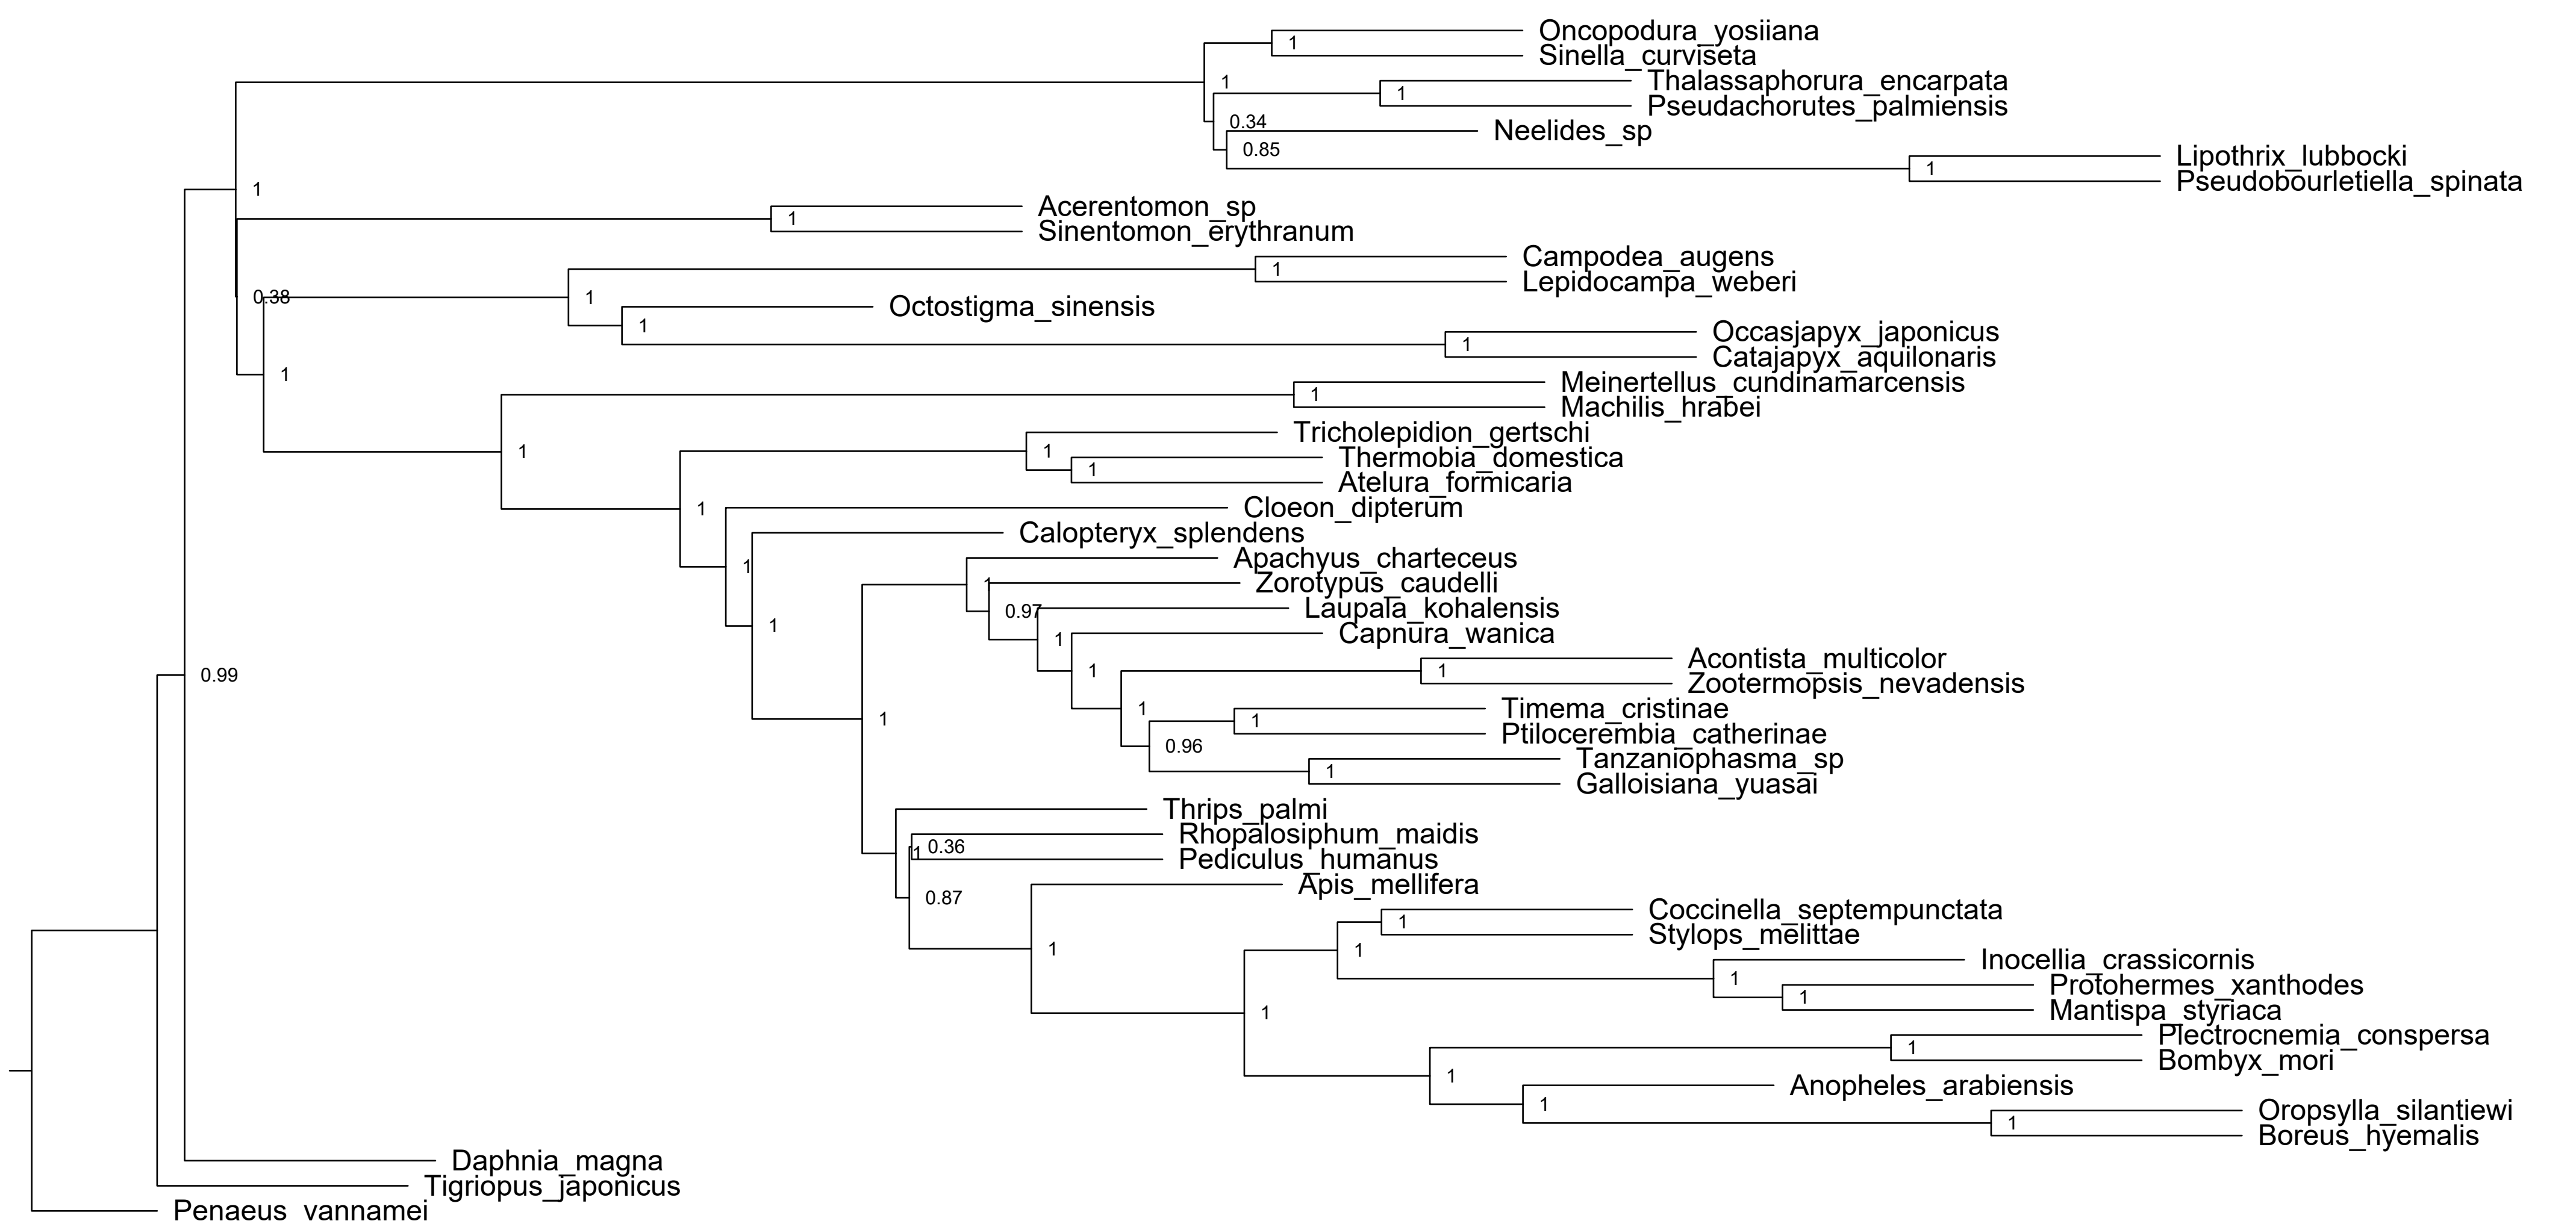 Oncopodura_yosiiana
1
Sinella_curviseta
1
Thalassaphorura_encarpata
1
Pseudachorutes_palmiensis
0.34
Neelides_sp
0.85
Lipothrix_lubbocki
1
Pseudobourletiella_spinata
1
Acerentomon_sp
1
Sinentomon_erythranum
Campodea_augens
1
Lepidocampa_weberi
0.38
1
Octostigma_sinensis
1
Occasjapyx_japonicus
1
Catajapyx_aquilonaris
1
Meinertellus_cundinamarcensis
1
Machilis_hrabei
Tricholepidion_gertschi
1
1
Thermobia_domestica
1
Atelura_formicaria
1
Cloeon_dipterum
Calopteryx_splendens
1
Apachyus_charteceus
1
Zorotypus_caudelli
0.97
Laupala_kohalensis
1
1
Capnura_wanica
Acontista_multicolor
1
1
Zootermopsis_nevadensis
0.99
1
Timema_cristinae
1
1
Ptilocerembia_catherinae
0.96
Tanzaniophasma_sp
1
Galloisiana_yuasai
Thrips_palmi
Rhopalosiphum_maidis
0.36
1
Pediculus_humanus
Apis_mellifera
0.87
Coccinella_septempunctata
1
Stylops_melittae
1
1
Inocellia_crassicornis
1
Protohermes_xanthodes
1
Mantispa_styriaca
1
Plectrocnemia_conspersa
1
Bombyx_mori
1
Anopheles_arabiensis
1
Oropsylla_silantiewi
1
Boreus_hyemalis
Daphnia_magna
Tigriopus_japonicus
Penaeus_vannamei